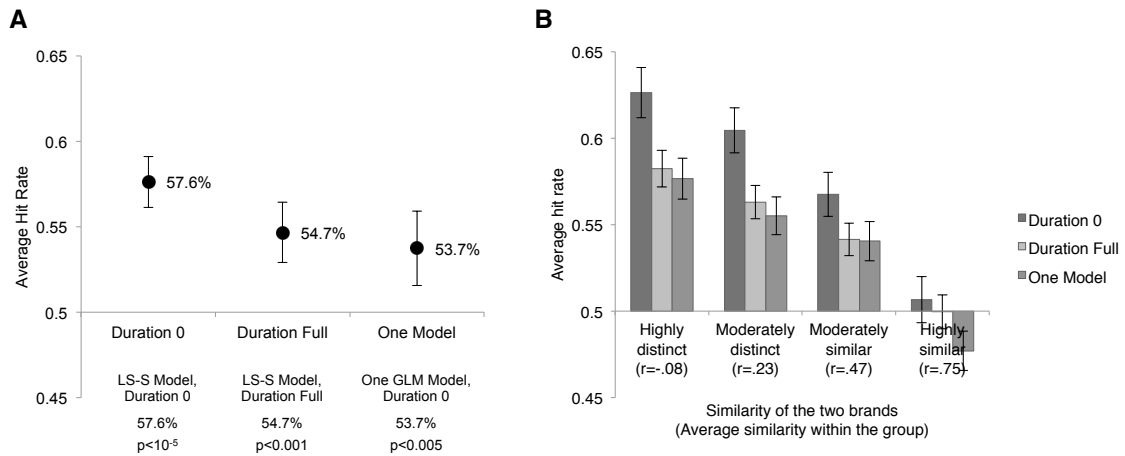 A
0.65
0.6
0.55
0.5
0.45
Average Hit Rate
57.6%
54.7%
53.7%
Duration 0
Duration Full
One Model
LS-S Model,
Duration 0
57.6%
p<10-5
LS-S Model,
Duration Full
54.7%
p<0.001
One GLM Model,
Duration 0
53.7%
p<0.005
B
0.65
0.6
0.55
0.5
0.45
Average hit rate
Highly
distinct
(r=-.08)
Moderately
distinct
(r=.23)
Moderately
similar
(r=.47)
Highly
similar
(r=.75)
Similarity of the two brands
(Average similarity within the group)
Duration 0
Duration Full
One Model